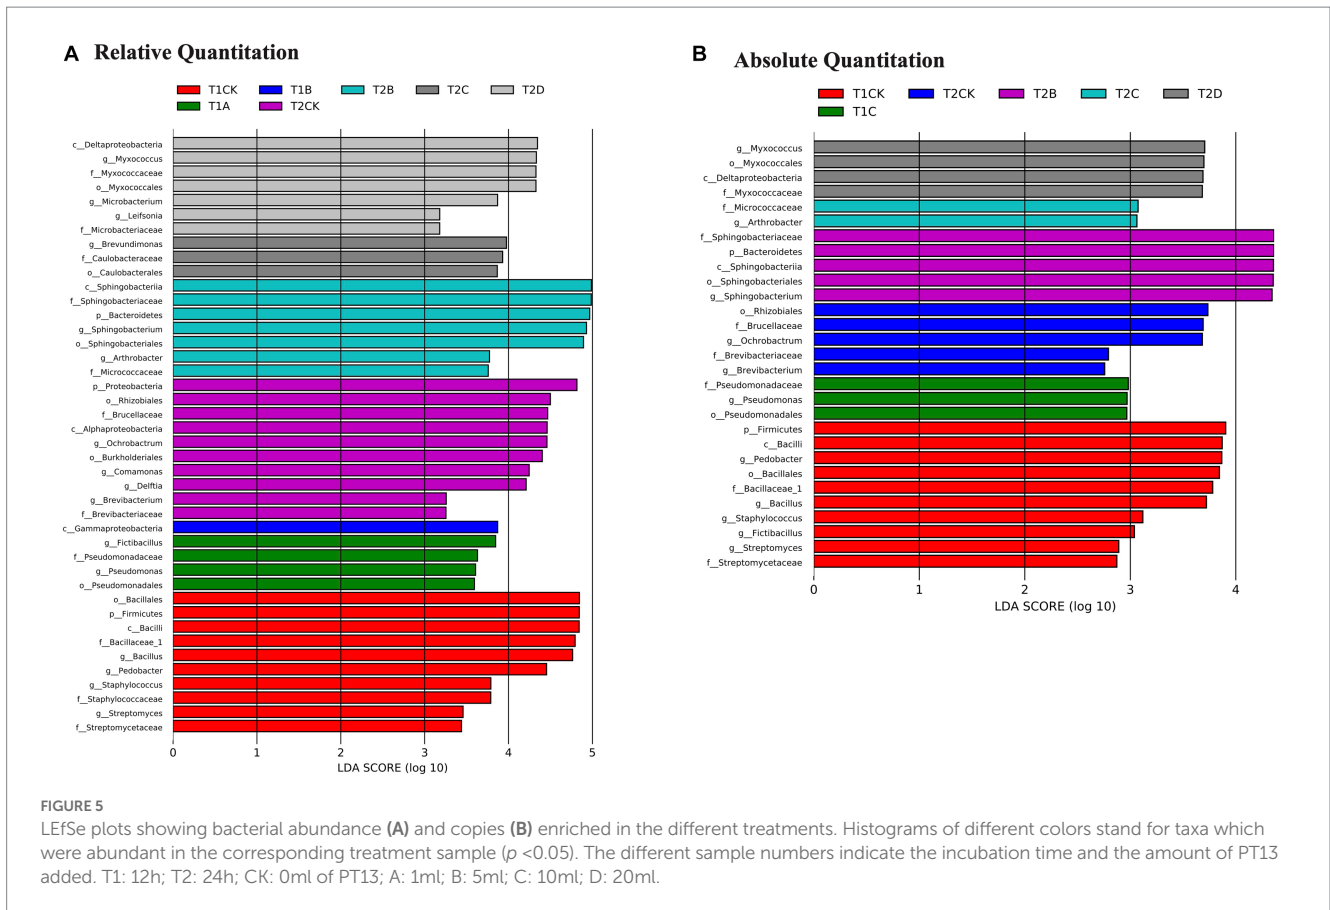 A Relative Quantitation
T1CK T1B T2B T2C T2D
T1A T2CK
c__Deltaproteobacteria
g__Myxococcus
f__Myxococcaceae
o__Myxococcales
g__Microbacterium
g__Leifsonia
f__Microbacteriaceae
g__Brevundimonas
f__Caulobacteraceae
o__Caulobacterales
c__Sphingobacteriia
f__Sphingobacteriaceae
p__Bacteroidetes
g__Sphingobacterium
o__Sphingobacteriales
g__Arthrobacter
f__Micrococcaceae
p__Proteobacteria
o__Rhizobiales
f__Brucellaceae
c__Alphaproteobacteria
g__Ochrobactrum
o__Burkholderiales
g__Comamonas
g__Delftia
g__Brevibacterium
f__Brevibacteriaceae
c__Gammaproteobacteria
g__Fictibacillus
f__Pseudomonadaceae
g__Pseudomonas
o__Pseudomonadales
o__Bacillales
p__Firmicutes
c__Bacilli
f__Bacillaceae_1
g__Bacillus
g__Pedobacter
g__Staphylococcus
f__Staphylococcaceae
g__Streptomyces
f__Streptomycetaceae
0 1 2 3 4 5
LDA SCORE (log 10)
B Absolute Quantitation
T1CK T2CK T2B T2C T2D
T1C
g__Myxococcus
o__Myxococcales
c__Deltaproteobacteria
f__Myxococcaceae
f__Micrococcaceae
g__Arthrobacter
f__Sphingobacteriaceae
p__Bacteroidetes
c__Sphingobacteriia
o__Sphingobacteriales
g__Sphingobacterium
o__Rhizobiales
f__Brucellaceae
g__Ochrobactrum
f__Brevibacteriaceae
g__Brevibacterium
f__Pseudomonadaceae
g__Pseudomonas
o__Pseudomonadales
p__Firmicutes
c__Bacilli
g__Pedobacter
o__Bacillales
f__Bacillaceae_1
g__Bacillus
g__Staphylococcus
g__Fictibacillus
g__Streptomyces
f__Streptomycetaceae
0 1 2 3 4
LDA SCORE (log 10)
FIGURE 5
LEfSe plots showing bacterial abundance (A) and copies (B) enriched in the different treatments. Histograms of different colors stand for taxa which
were abundant in the corresponding treatment sample (p <0.05). The different sample numbers indicate the incubation time and the amount of PT13
added. T1: 12h; T2: 24h; CK: 0ml of PT13; A: 1ml; B: 5ml; C: 10ml; D: 20ml.